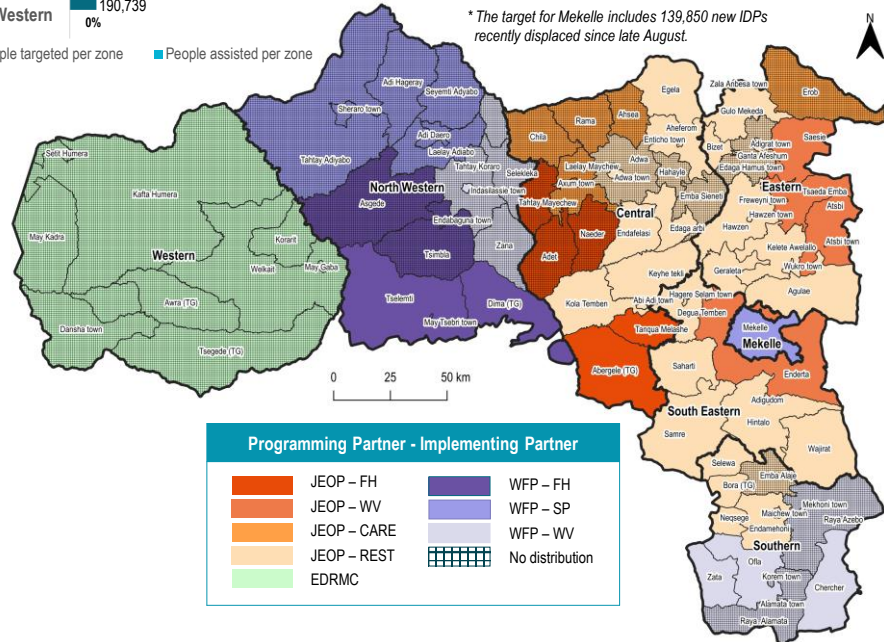 Western
190,739
0%
ple targeted per zone
People assisted per zone
* The target for Mekelle includes 139,850 new IDPs
recently displaced since late August.
N
Adi Hageray
Seyemti Adyabo
Sheraro town
Adi Daero
Laelay Adiabo
Tahtay Adiyabo
Tahtay Koraro
Selekleka
North Western
Indasilassie town
Asgede
Endabaguna town
Tsimbla
Zana
Tselemti
Dima (TG)
May Tsebri town
Setit Humera
Kafta Humera
May Kadra
Western
Korarit
Welkait
May Gaba
Awra (TG)
Dansha town
Tsegede (TG)
Egela
Ahsea
Rama
Chila
Aheferom
Enticho town
Adwa
Laelay Maychew
Adwa town
Hahayle
Axum town
Tahtay Mayechew
Emba Sieneti
Central
Naeder
Endafelasi
Edaga arbi
Adet
Keyhe tekli
Kola Temben
Abi Adi town
Tanqua Melashe
Abergele (TG)
Zala Anbesa town
Erob
Gulo Mekeda
Saesie
Bizet
Adigrat town
Ganta Afeshum
Edaga Hamus town
Eastern
Tsaeda Emba
Freweyni town
Atsbi
Hawzen town
Hawzen
Kelete Awelallo
Atsbi town
Wukro town
Geraleta
Agulae
Hagere Selam town
Degua Temben
Mekelle
Mekelle
Enderta
Saharti
Adigudom
South Eastern
Hintalo
Samre
Wajirat
Selewa
Emba Alaje
Bora (TG)
Mekhoni town
Neqsege
Maichew town
Raya Azebo
Endamehoni
Southern
Ofla
Zata
Korem town
Chercher
Alamata town
Raya Alamata
0 25 50 km
Programming Partner - Implementing Partner
JEOP – FH
JEOP – WV
JEOP – CARE
JEOP – REST
EDRMC
WFP – FH
WFP – SP
WFP – WV
No distribution